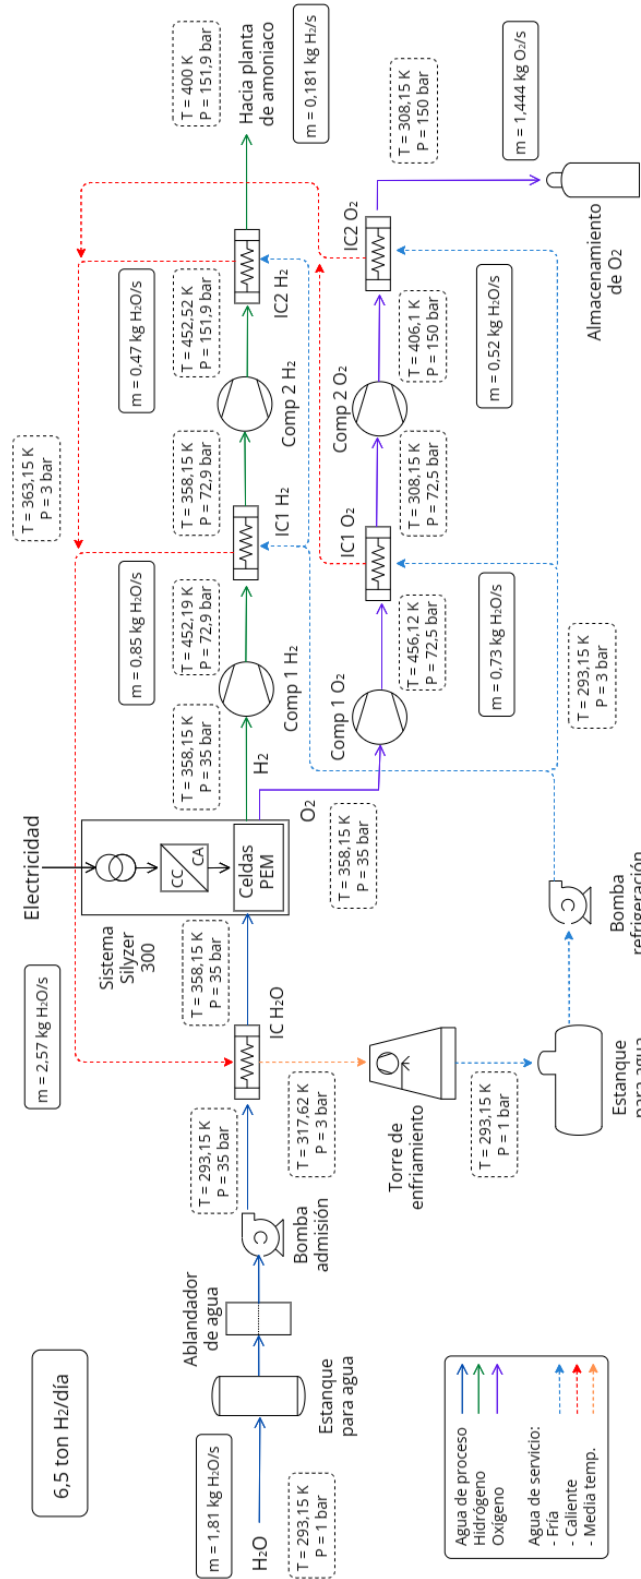 6,5 ton H₂/día
m = 1,81 kg H₂O/s
H₂O
T = 293,15 K
P = 1 bar
Estanque
para agua
Ablandador
de agua
Bomba
admisión
T = 293,15 K
P = 35 bar
IC H₂O
T = 317,62 K
P = 3 bar
m = 2,57 kg H₂O/s
T = 358,15 K
P = 35 bar
Electricidad
Sistema
Silyzer
300
CC
CA
Celdas
PEM
H₂
O₂
T = 358,15 K
P = 35 bar
Comp 1 H₂
T = 452,19 K
P = 72,9 bar
m = 0,85 kg H₂O/s
IC1 H₂
T = 363,15 K
P = 3 bar
T = 358,15 K
P = 72,9 bar
Comp 2 H₂
T = 452,52 K
P = 151,9 bar
m = 0,47 kg H₂O/s
IC2 H₂
T = 400 K
P = 151,9 bar
Hacia planta
de amoniaco
m = 0,181 kg H₂/s
T = 358,15 K
P = 35 bar
Comp 1 O₂
T = 456,12 K
P = 72,5 bar
m = 0,73 kg H₂O/s
IC1 O₂
T = 308,15 K
P = 72,5 bar
Comp 2 O₂
T = 406,1 K
P = 150 bar
m = 0,52 kg H₂O/s
IC2 O₂
T = 308,15 K
P = 150 bar
m = 1,444 kg O₂/s
Almacenamiento
de O₂
Torre de
enfriamiento
T = 293,15 K
P = 1 bar
Estanque
para agua
C
C
Bomba
refrigeración
T = 293,15 K
P = 3 bar
Agua de proceso
Hidrógeno
Oxígeno
Agua de servicio:
- Fría
- Caliente
- Media temp.